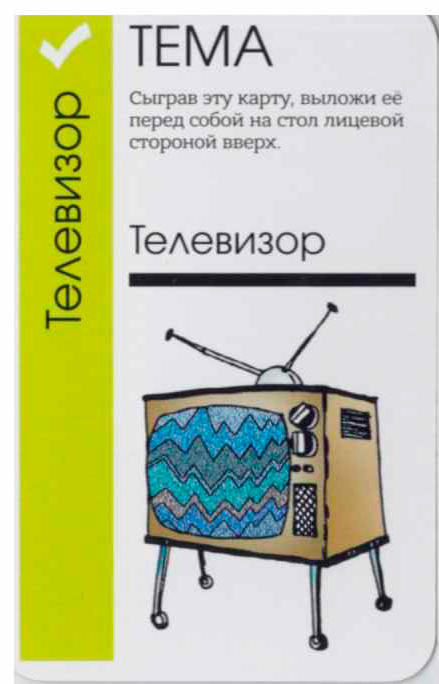 Телевизор
ТЕМА
Сыграв эту карту, выложи её
перед собой на стол лицевой
стороной вверх.
Телевизор